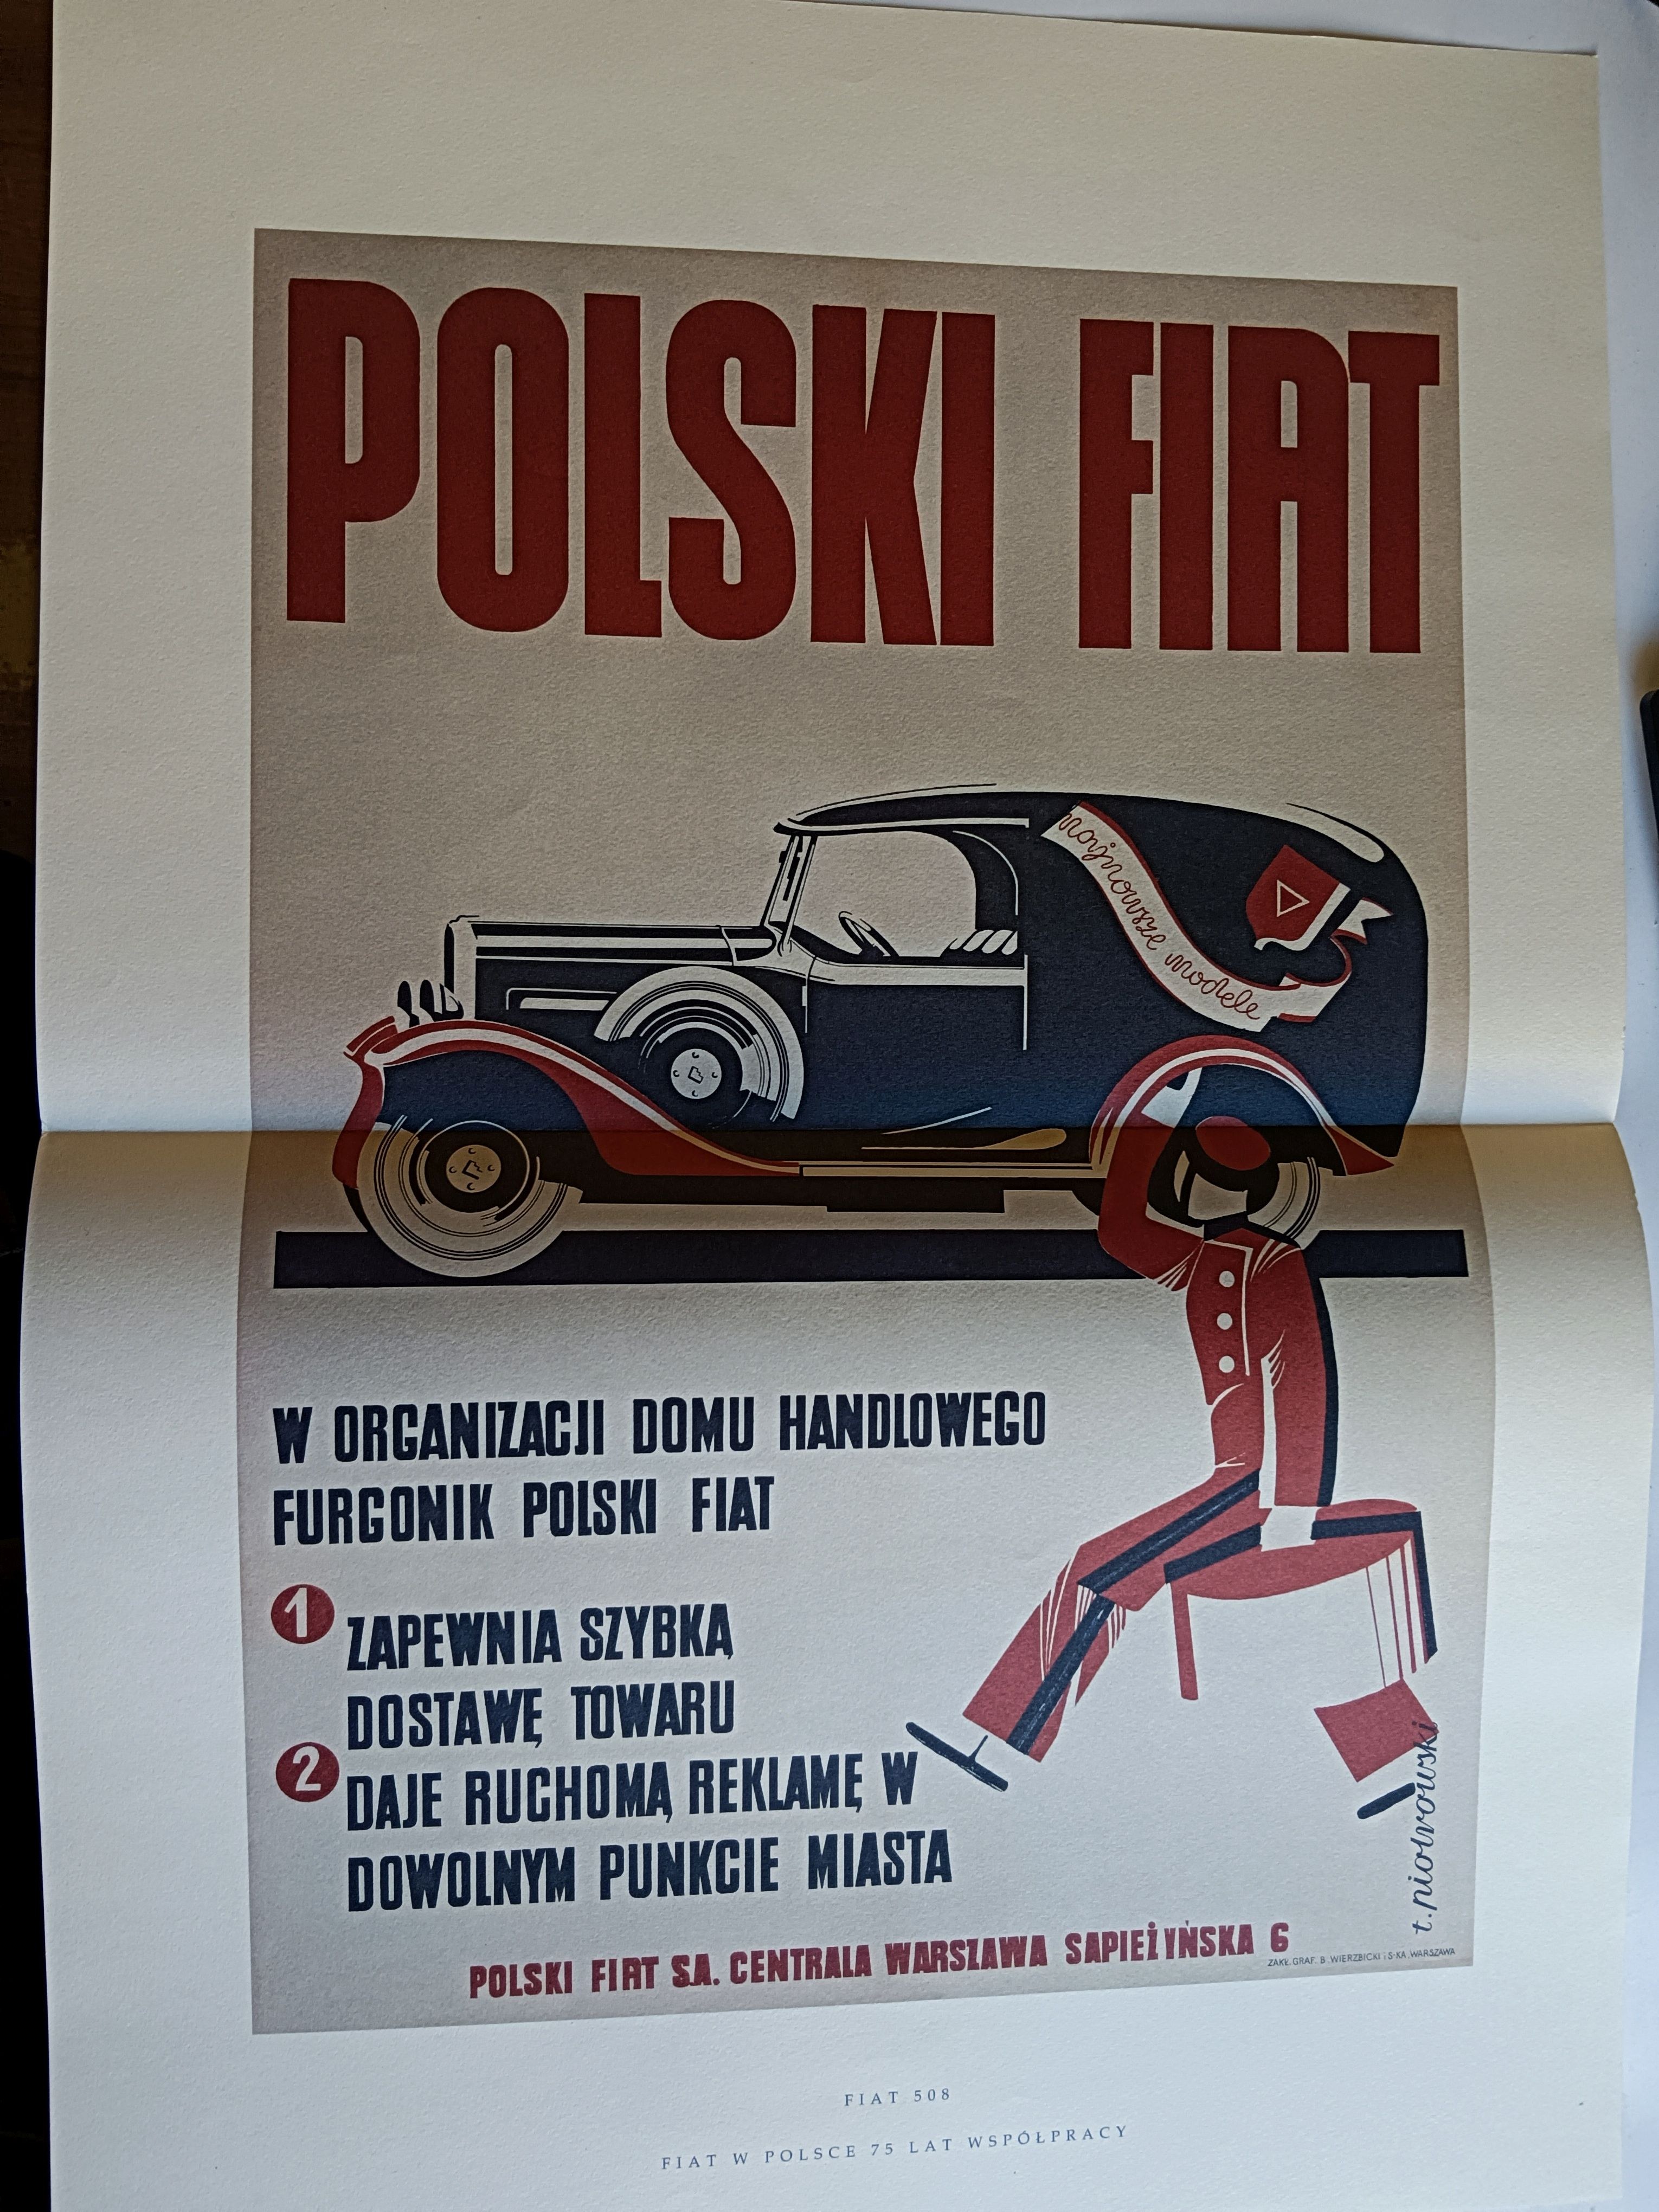 POLSKI FIAT
najnowsze modele
W ORGANIZACJI DOMU HANDLOWEGO
FURGONIK POLSKI FIAT
1 ZAPEWNIA SZYBKĄ
DOSTAWĘ TOWARU
2 DAJE RUCHOMĄ REKLAMĘ W
DOWOLNYM PUNKCIE MIASTA
t. piotrowski
POLSKI FIAT S.A. CENTRALA WARSZAWA SAPIEŻYŃSKA 6
ZAKŁ. GRAF. B. WIERZBICKI i S-KA, WARSZAWA
FIAT 508
FIAT W POLSCE 75 LAT WSPÓŁPRACY